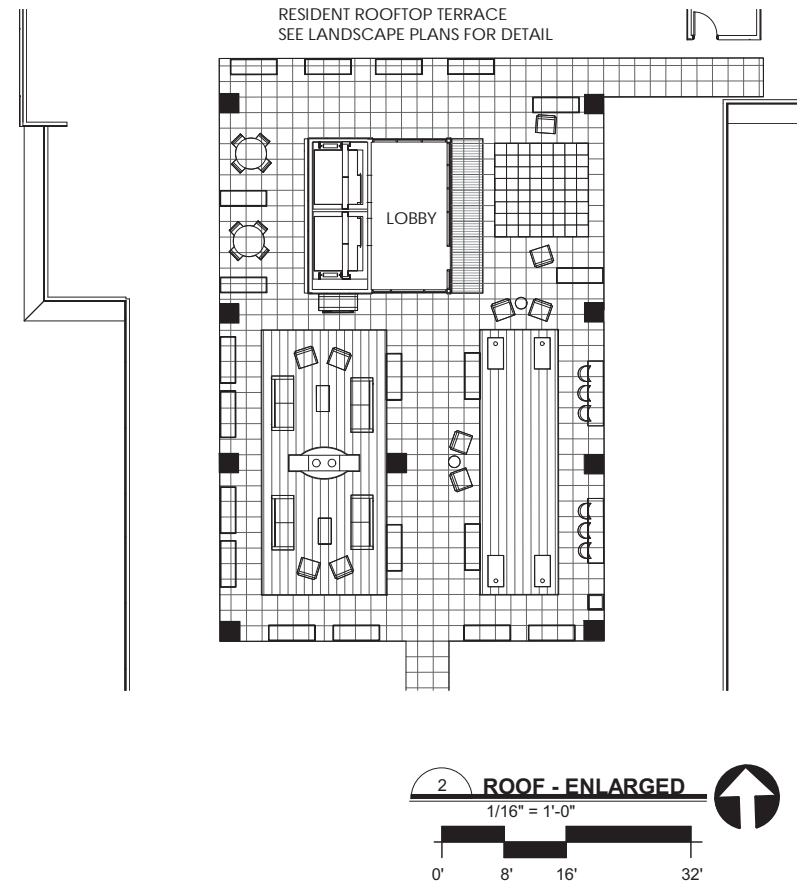 RESIDENT ROOFTOP TERRACE
SEE LANDSCAPE PLANS FOR DETAIL
LOBBY
2 ROOF - ENLARGED
1/16" = 1'-0"
0' 8' 16' 32'